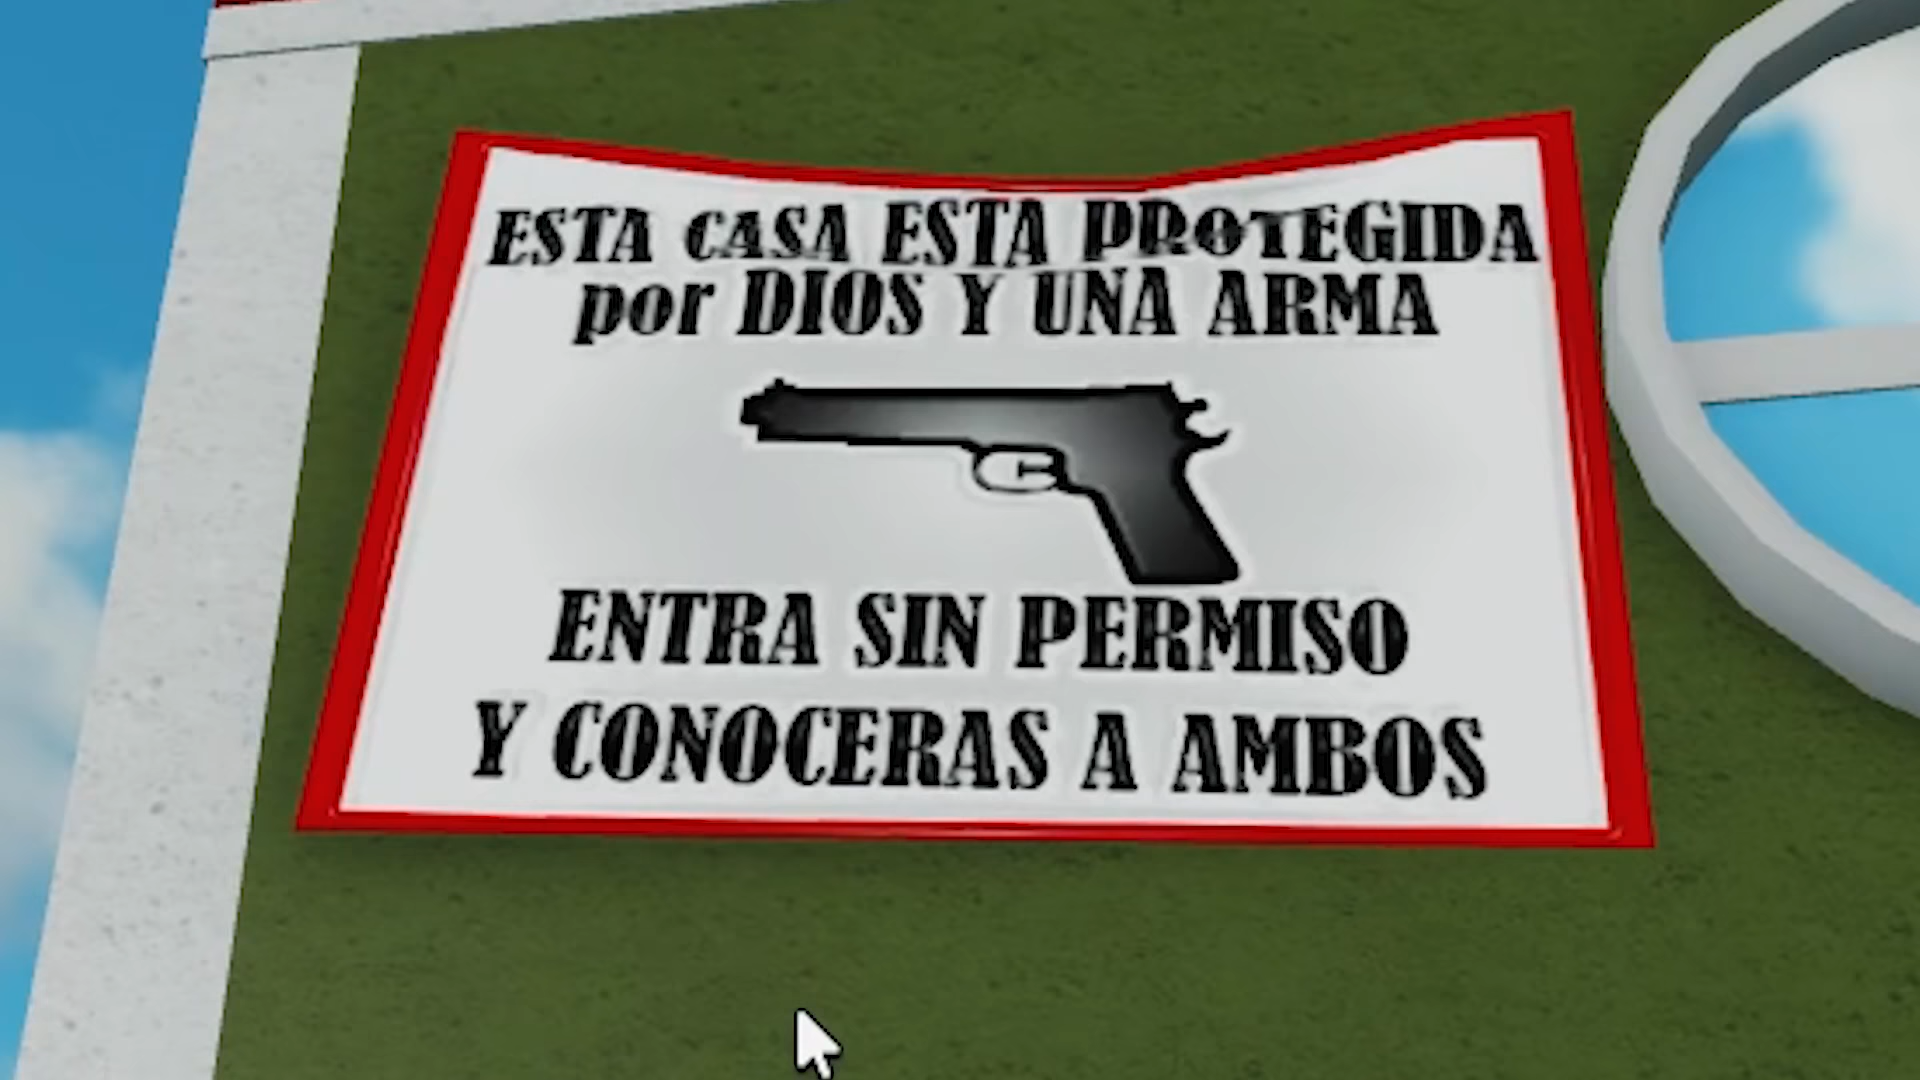 ESTA CASA ESTA PROTEGIDA
por DIOS Y UNA ARMA
ENTRA SIN PERMISO
Y CONOCERAS A AMBOS